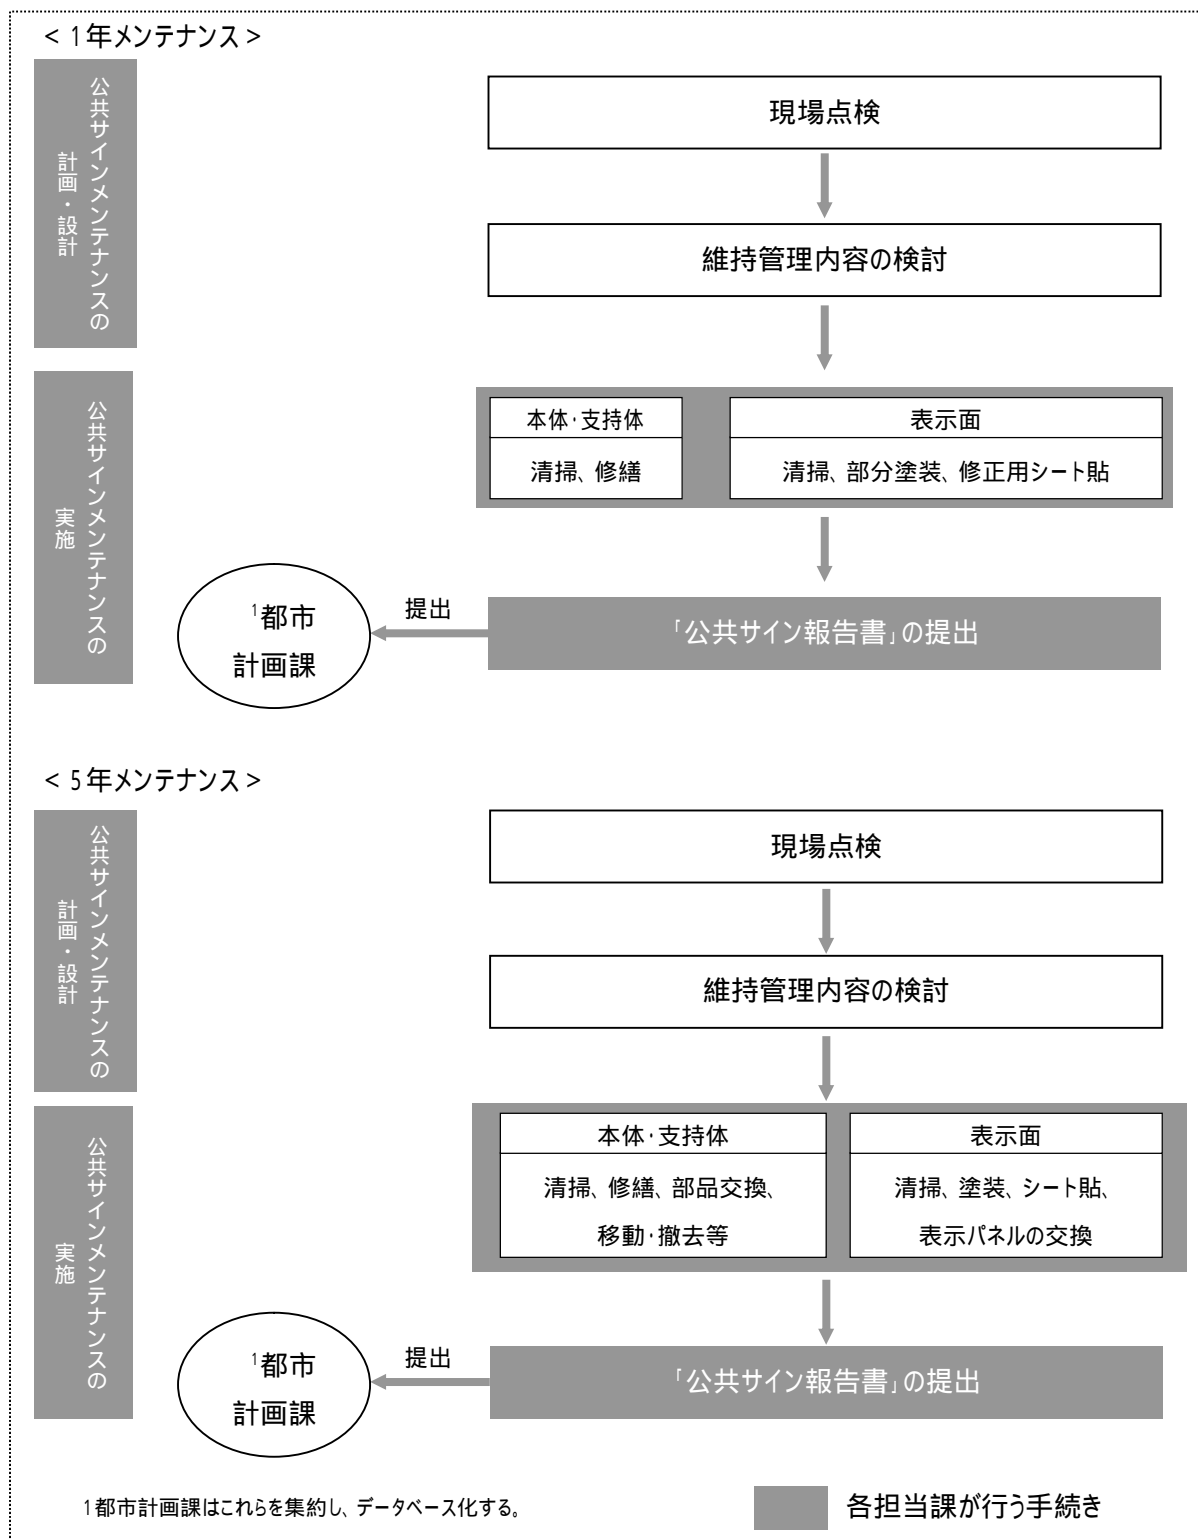 < 1年メンテナンス >
公共サインメンテナンスの
計画・設計
現場点検
維持管理内容の検討
公共サインメンテナンスの
実施
本体・支持体
清掃、修繕
表示面
清掃、部分塗装、修正用シート貼
「公共サイン報告書」の提出
提出
1都市
計画課
< 5年メンテナンス >
公共サインメンテナンスの
計画・設計
現場点検
維持管理内容の検討
公共サインメンテナンスの
実施
本体・支持体
清掃、修繕、部品交換、
移動・撤去等
表示面
清掃、塗装、シート貼、
表示パネルの交換
「公共サイン報告書」の提出
提出
1都市
計画課
1都市計画課はこれらを集約し、データベース化する。
各担当課が行う手続き